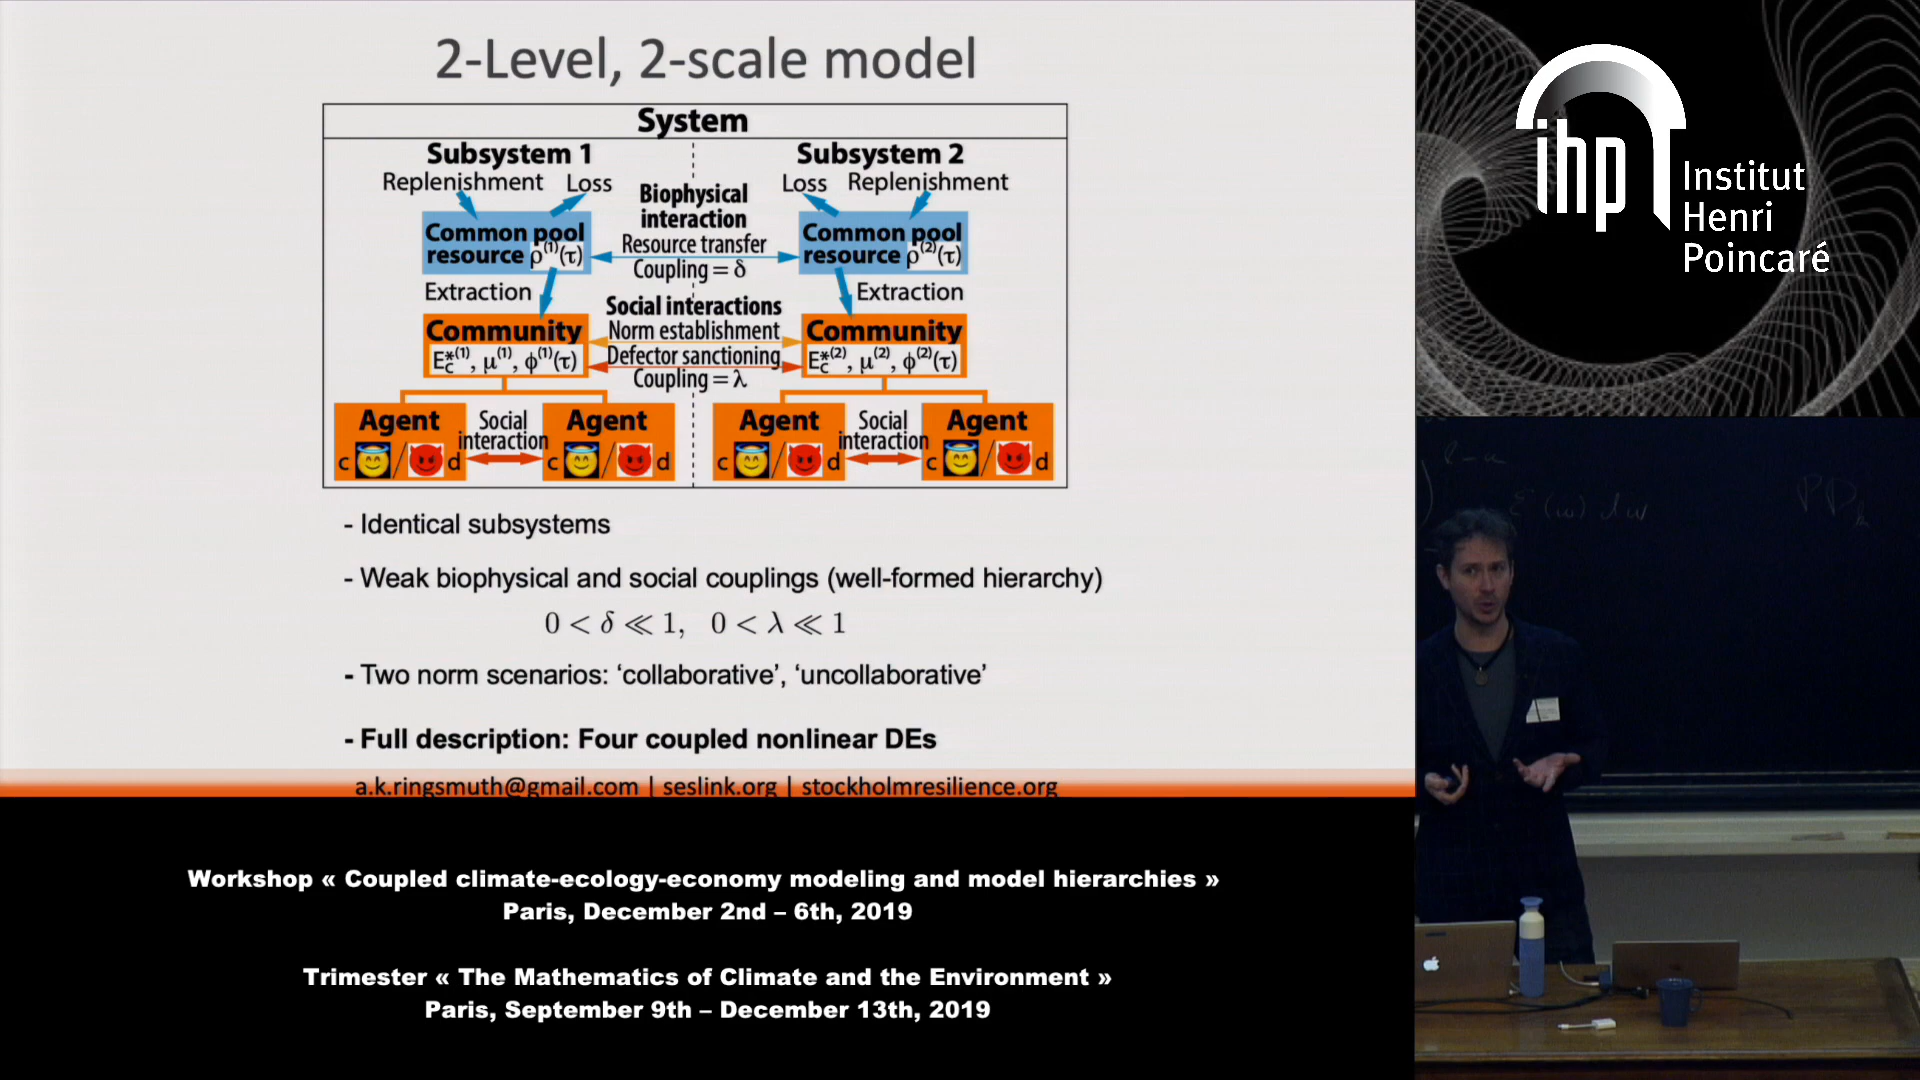 2-Level, 2-scale model
System
Subsystem 1
Subsystem 2
Replenishment Loss
Loss Replenishment
Biophysical
interaction
Common pool
resource ρ⁽¹⁾(τ)
Resource transfer
Coupling = δ
Common pool
resource ρ⁽²⁾(τ)
Extraction
Extraction
Social interactions
Norm establishment
Defector sanctioning
Coupling = λ
Community
E_C*⁽¹⁾, μ⁽¹⁾, ϕ⁽¹⁾(τ)
Community
E_C*⁽²⁾, μ⁽²⁾, ϕ⁽²⁾(τ)
Agent
c / d
Social
interaction
Agent
c / d
Agent
c / d
Social
interaction
Agent
c / d
- Identical subsystems
- Weak biophysical and social couplings (well-formed hierarchy)
0 < δ ≪ 1, 0 < λ ≪ 1
- Two norm scenarios: ‘collaborative’, ‘uncollaborative’
- Full description: Four coupled nonlinear DEs
a.k.ringsmuth@gmail.com | seslink.org | stockholmresilience.org
Workshop « Coupled climate-ecology-economy modeling and model hierarchies »
Paris, December 2nd – 6th, 2019
Trimester « The Mathematics of Climate and the Environment »
Paris, September 9th – December 13th, 2019
ihp
Institut
Henri
Poincaré